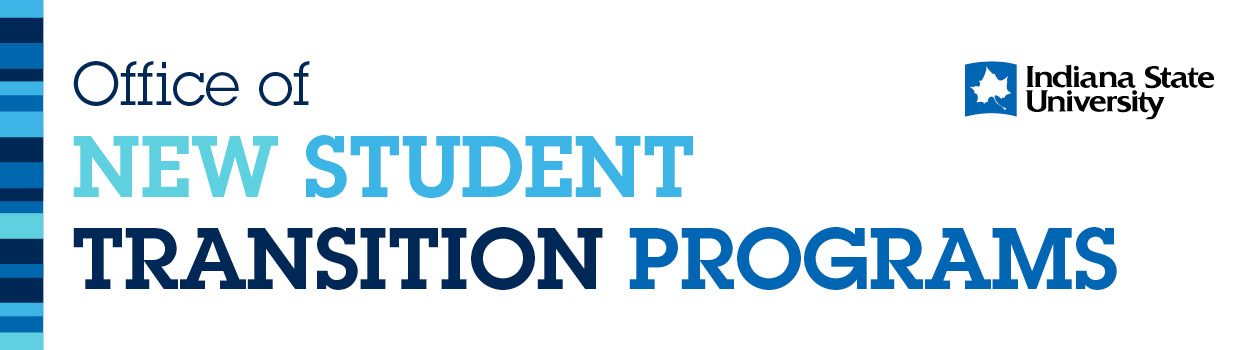 Office of
NEW STUDENT
TRANSITION PROGRAMS
Indiana State
University